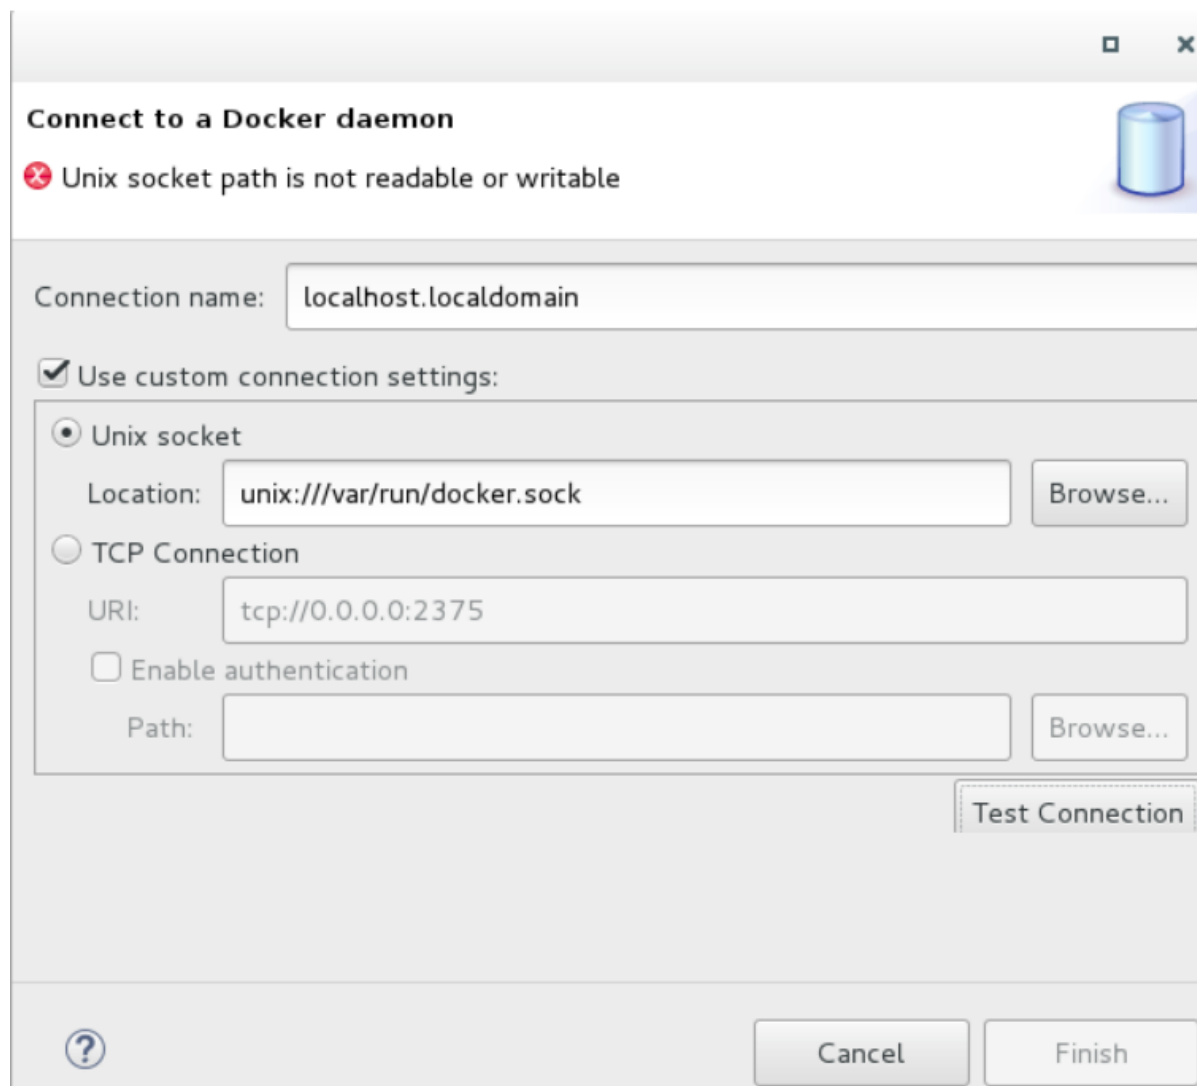 Connect to a Docker daemon
Unix socket path is not readable or writable
Connection name: localhost.localdomain
Use custom connection settings:
Unix socket
Location: unix:///var/run/docker.sock Browse...
TCP Connection
URI: tcp://0.0.0.0:2375
Enable authentication
Path: Browse...
Test Connection
? Cancel Finish